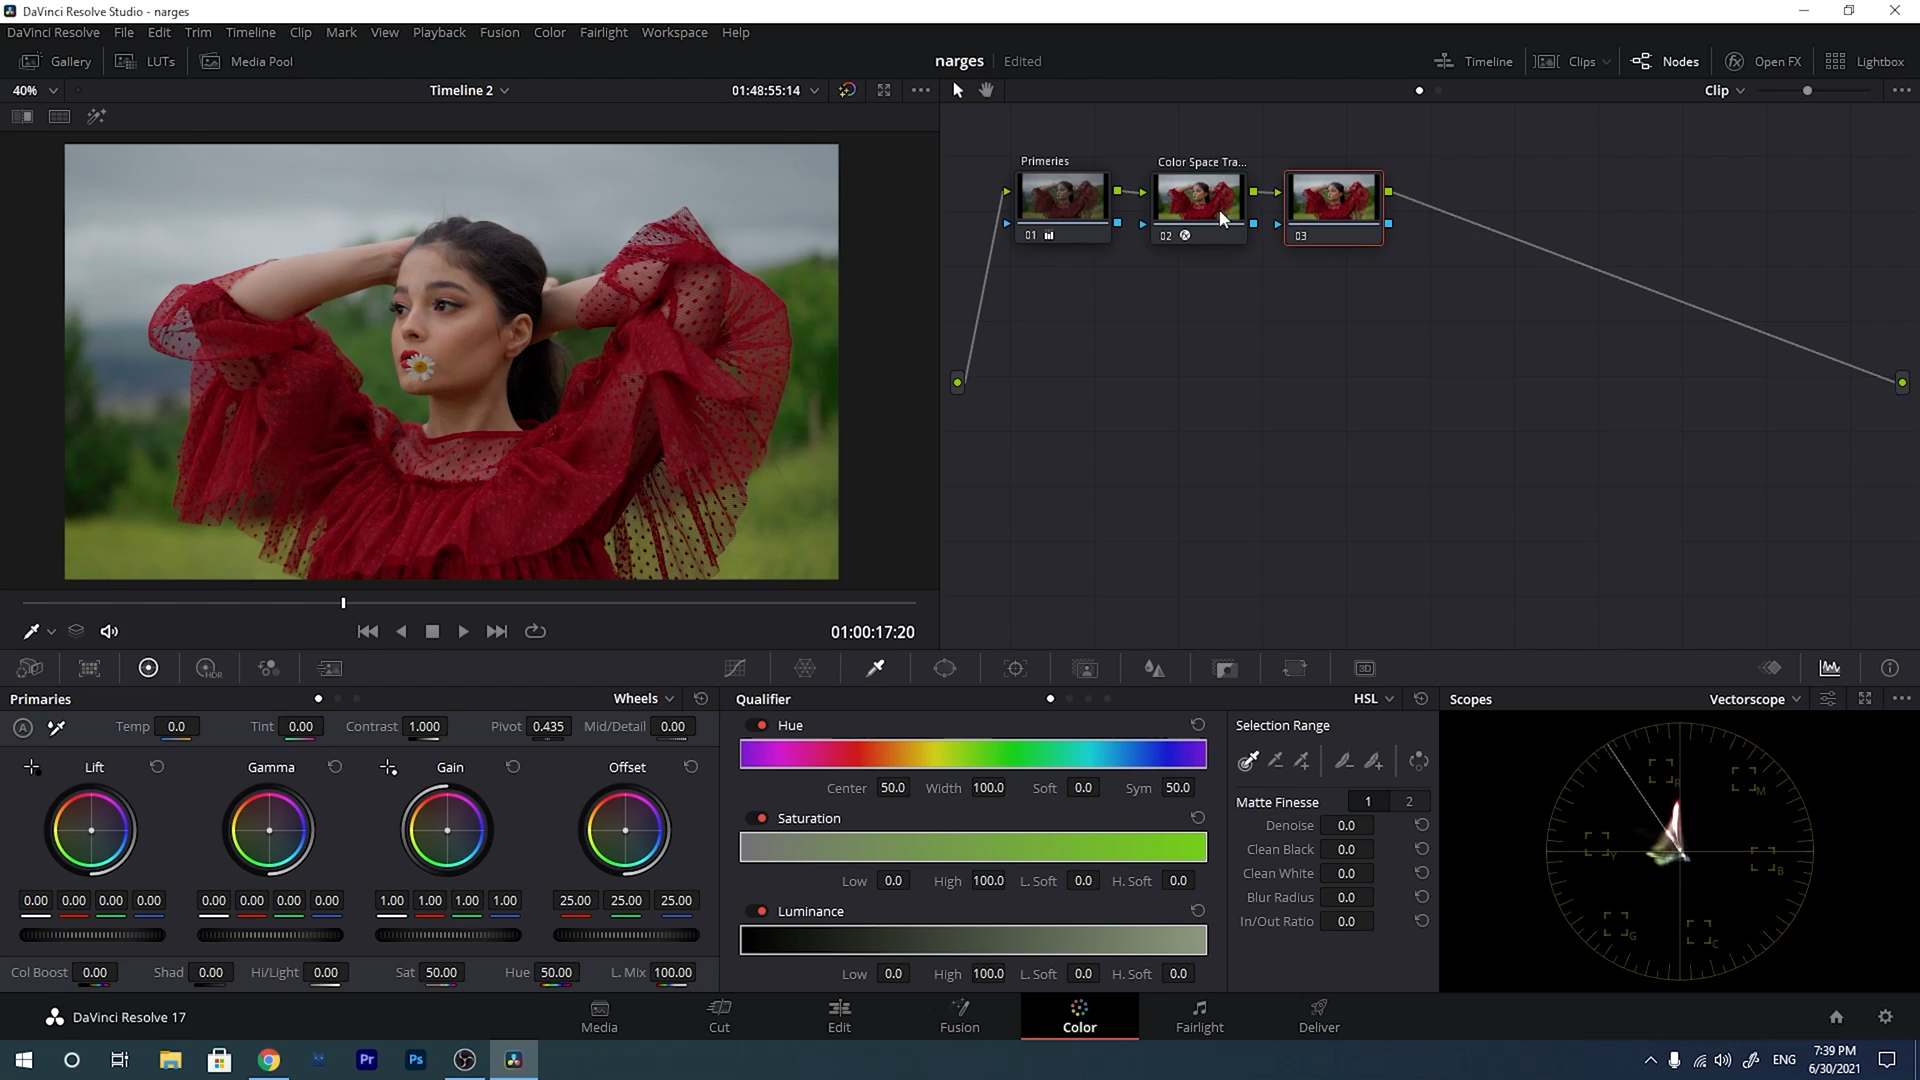 DaVinci Resolve Studio - narges
DaVinci Resolve File Edit Trim Timeline Clip Mark View Playback Fusion Color Fairlight Workspace Help
Gallery LUTs Media Pool narges Edited Timeline Clips Nodes Open FX Lightbox
40% Timeline 2 01:48:55:14 Clip
Primeries Color Space Tra...
01 02 03
01:00:17:20
HDR 3D
Primaries Wheels Qualifier HSL Scopes Vectorscope
A Temp 0.0 Tint 0.00 Contrast 1.000 Pivot 0.435 Mid/Detail 0.00
Lift Gamma Gain Offset
0.00 0.00 0.00 0.00 0.00 0.00 0.00 0.00 1.00 1.00 1.00 1.00 25.00 25.00 25.00
Col Boost 0.00 Shad 0.00 Hi/Light 0.00 Sat 50.00 Hue 50.00 L. Mix 100.00
Hue
Center 50.0 Width 100.0 Soft 0.0 Sym 50.0
Saturation
Low 0.0 High 100.0 L. Soft 0.0 H. Soft 0.0
Luminance
Low 0.0 High 100.0 L. Soft 0.0 H. Soft 0.0
Selection Range
Matte Finesse 1 2
Denoise 0.0
Clean Black 0.0
Clean White 0.0
Blur Radius 0.0
In/Out Ratio 0.0
R M
Y B
G C
DaVinci Resolve 17 Media Cut Edit Fusion Color Fairlight Deliver
Pr Ps ENG 7:39 PM
6/30/2021